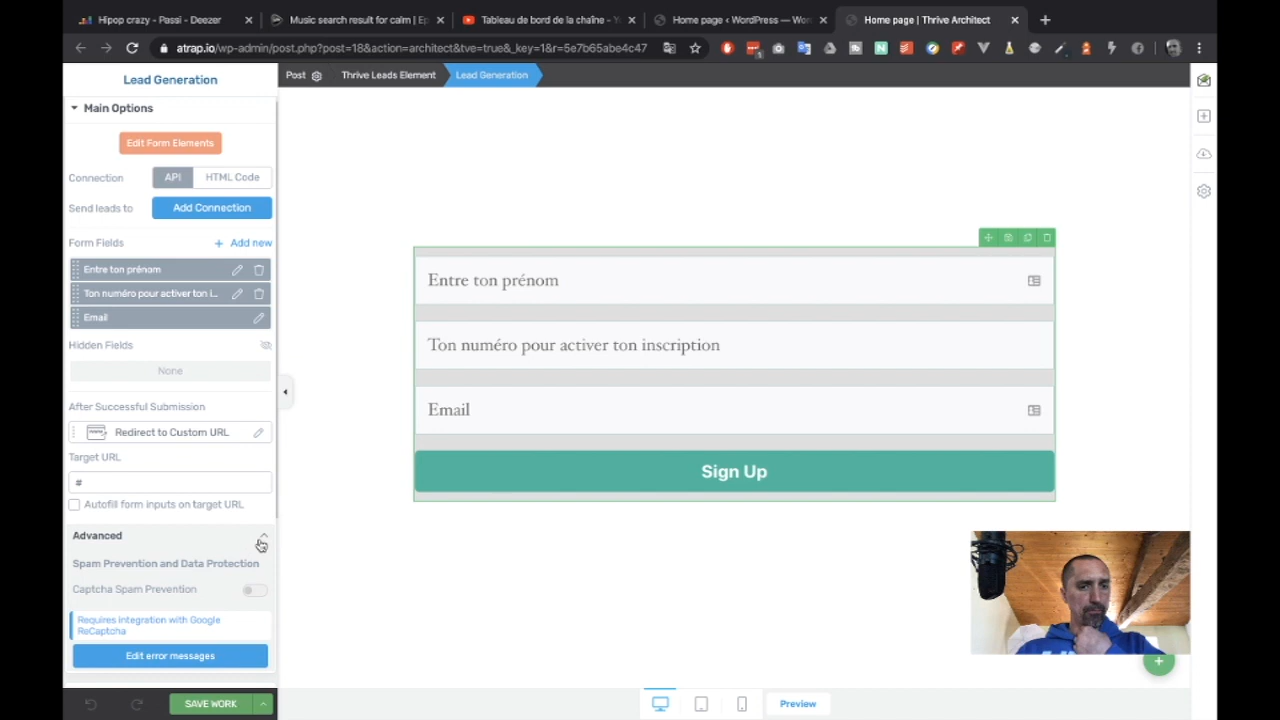 Hipop crazy - Passi - Deezer
Music search result for calm | Ep
Tableau de bord de la chaîne -
Home page ‹ WordPress — Wor
Home page | Thrive Architect
atrap.io/wp-admin/post.php?post=18&action=architect&tve=true&_key=1&r=5e7b65abe4c47
Lead Generation
Post
Thrive Leads Element
Lead Generation
Main Options
Edit Form Elements
Connection
API
HTML Code
Send leads to
Add Connection
Form Fields
+ Add new
Entre ton prénom
Ton numéro pour activer ton i...
Email
Hidden Fields
None
After Successful Submission
Redirect to Custom URL
Target URL
#
Autofill form inputs on target URL
Advanced
Spam Prevention and Data Protection
Captcha Spam Prevention
Requires integration with Google
ReCaptcha
Edit error messages
SAVE WORK
Entre ton prénom
Ton numéro pour activer ton inscription
Email
Sign Up
Preview